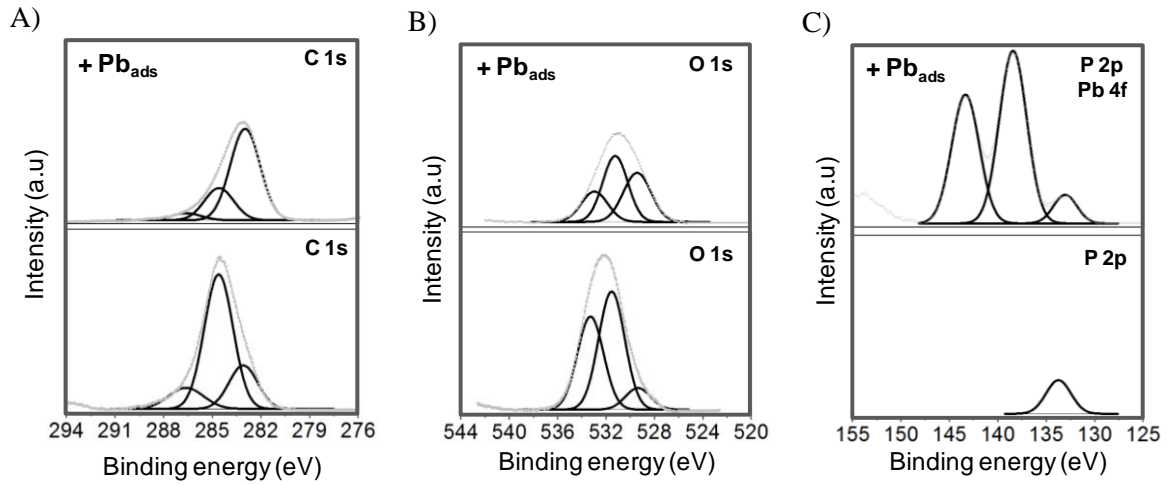 A)
+ Pbads
C 1s
C 1s
Intensity (a.u)
294 291 288 285 282 276
Binding energy (eV)
B)
+ Pbads
O 1s
O 1s
Intensity (a.u)
544 540 536 532 528 524 520
Binding energy (eV)
C)
+ Pbads
P 2p
Pb 4f
P 2p
Intensity (a.u)
155 150 145 140 135 130 125
Binding energy (eV)